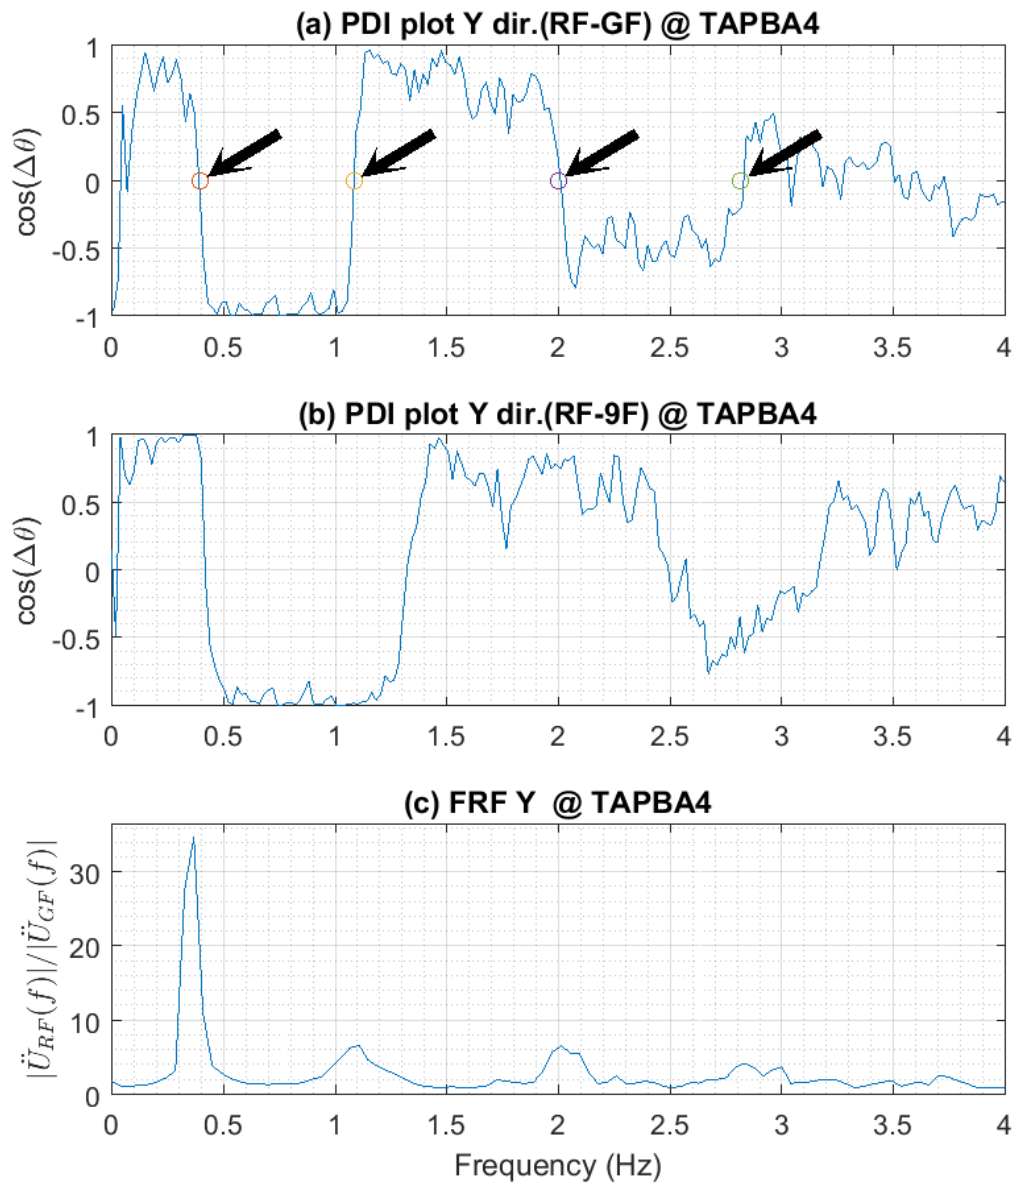 (a) PDI plot Y dir.(RF-GF) @ TAPBA4
cos(Δθ)
1
0.5
0
-0.5
-1
0 0.5 1 1.5 2 2.5 3 3.5 4
(b) PDI plot Y dir.(RF-9F) @ TAPBA4
cos(Δθ)
1
0.5
0
-0.5
-1
0 0.5 1 1.5 2 2.5 3 3.5 4
(c) FRF Y @ TAPBA4
|Ü_{RF}(f)|/|Ü_{GF}(f)|
30
20
10
0
0 0.5 1 1.5 2 2.5 3 3.5 4
Frequency (Hz)